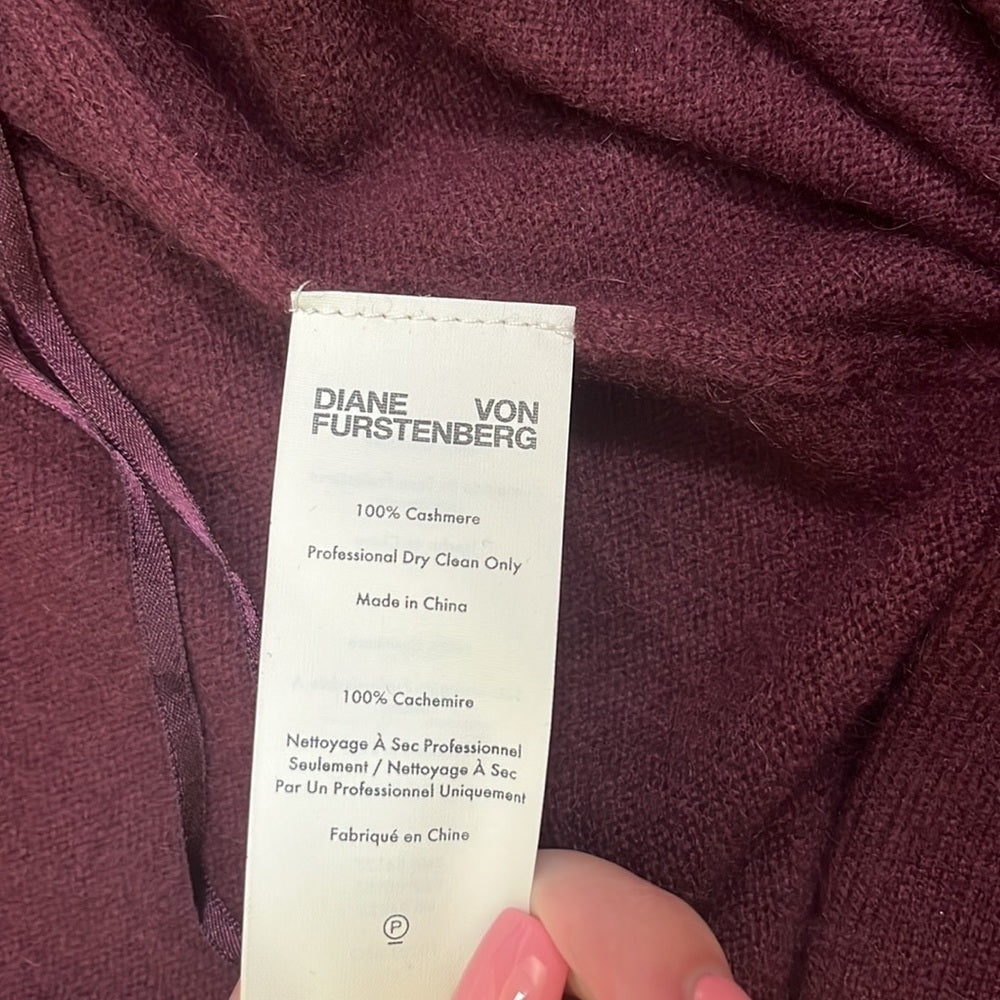 DIANE VON
FURSTENBERG
100% Cashmere
Professional Dry Clean Only
Made in China
100% Cachemire
Nettoyage À Sec Professionnel
Seulement / Nettoyage À Sec
Par Un Professionnel Uniquement
Fabriqué en Chine
P